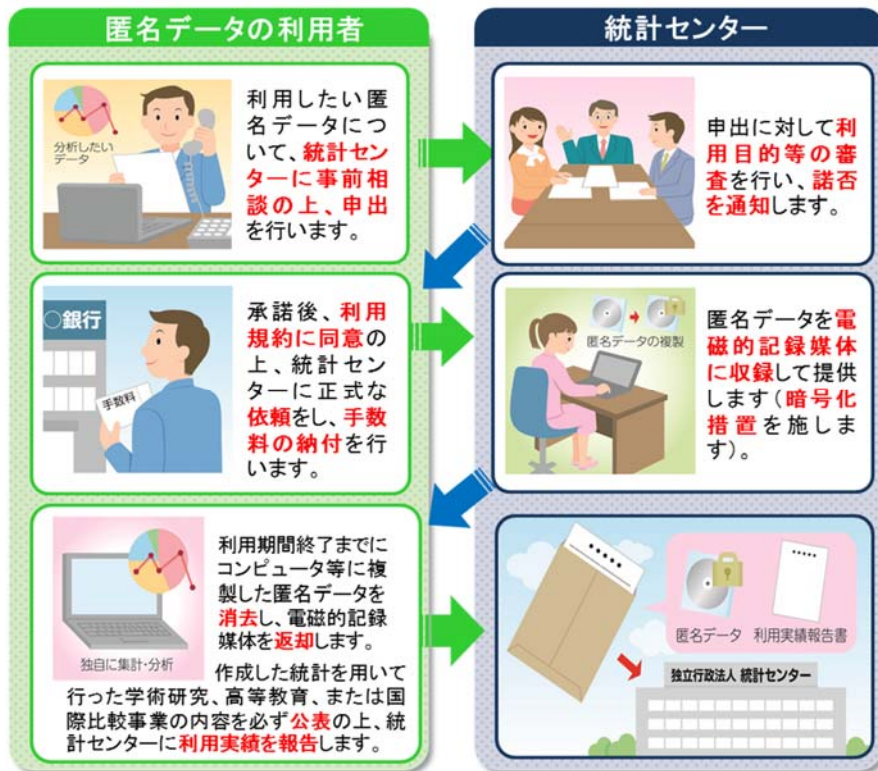 匿名データの利用者
分析したい
データ
利用したい匿
名データにつ
いて、統計セン
ターに事前相
談の上、申出
を行います。
統計センター
申出に対して利
用目的等の審
査を行い、諾否
を通知します。
〇銀行
手数料
承諾後、利用
規約に同意の
上、統計セン
ターに正式な
依頼をし、手数
料の納付を行
います。
匿名データの複製
匿名データを電
磁的記録媒体
に収録して提供
します(暗号化
措置を施しま
す)。
独自に集計・分析
利用期間終了までに
コンピュータ等に複
製した匿名データを
消去し、電磁的記録
媒体を返却します。
作成した統計を用いて
行った学術研究、高等教育、または国
際比較事業の内容を必ず公表の上、統
計センターに利用実績を報告します。
匿名データ 利用実績報告書
独立行政法人 統計センター